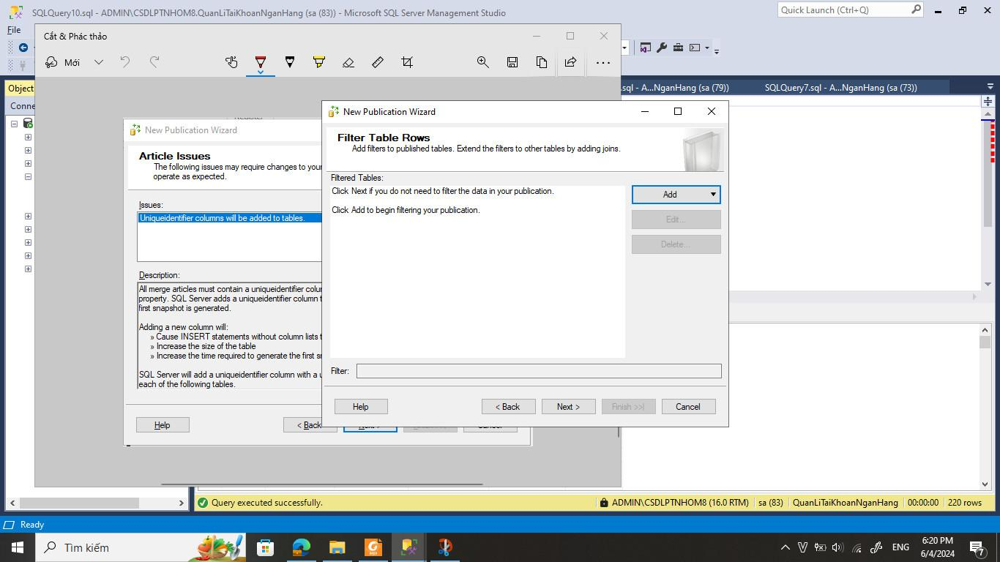 SQLQuery10.sql - ADMIN\CSDLPTNHOM8.QuanLiTaiKhoanNganHang (sa (83)) - Microsoft SQL Server Management Studio
Quick Launch (Ctrl+Q)
File
Cắt & Phác thảo
Mới
Object
.sql - A...NganHang (sa (79))
SQLQuery7.sql - A...NganHang (sa (73))
Conne
New Publication Wizard
Article Issues
The following issues may require changes to your
operate as expected.
Issues:
Uniqueidentifier columns will be added to tables.
Description:
All merge articles must contain a uniqueidentifier
property. SQL Server adds a uniqueidentifier column
first snapshot is generated.
Adding a new column will:
» Cause INSERT statements without column lists
» Increase the size of the table
» Increase the time required to generate the first
SQL Server will add a uniqueidentifier column with a
each of the following tables.
Help
< Back
New Publication Wizard
Filter Table Rows
Add filters to published tables. Extend the filters to other tables by adding joins.
Filtered Tables:
Click Next if you do not need to filter the data in your publication.
Click Add to begin filtering your publication.
Add
Edit...
Delete...
Filter:
Help
< Back
Next >
Finish >>|
Cancel
Query executed successfully.
ADMIN\CSDLPTNHOM8 (16.0 RTM)
sa (83)
QuanLiTaiKhoanNganHang
00:00:00
220 rows
Ready
Tìm kiếm
ENG
6:20 PM
6/4/2024
7